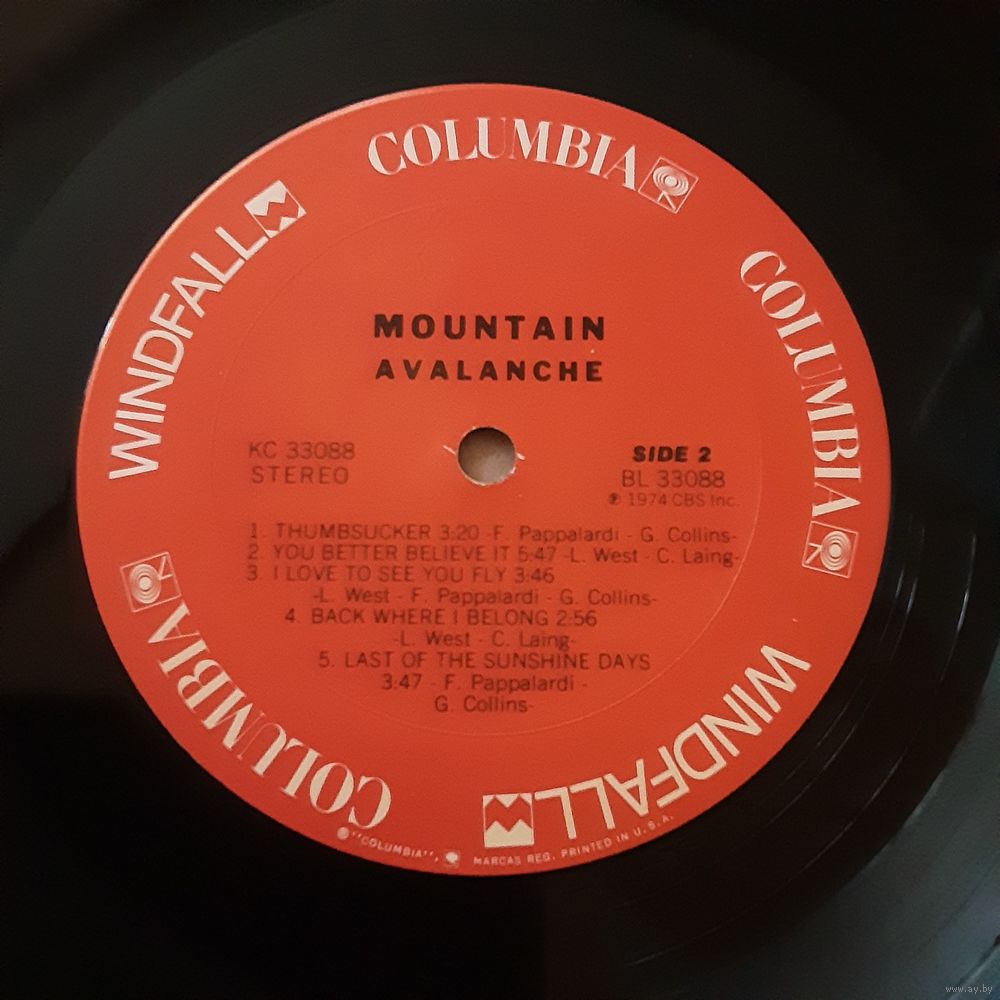 COLUMBIA
COLUMBIA
WINDFALL
COLUMBIA
WINDFALL
MOUNTAIN
AVALANCHE
KC 33088
STEREO
SIDE 2
BL 33088
℗ 1974 CBS Inc.
1. THUMBSUCKER 3:20 -F. Pappalardi - G. Collins-
2. YOU BETTER BELIEVE IT 5:47 -L. West - C. Laing-
3. I LOVE TO SEE YOU FLY 3:46
-L. West - F. Pappalardi - G. Collins-
4. BACK WHERE I BELONG 2:56
-L. West - C. Laing-
5. LAST OF THE SUNSHINE DAYS
3:47 - F. Pappalardi -
G. Collins-
® "COLUMBIA", MARCAS REG. PRINTED IN U.S.A.
www.ay.by